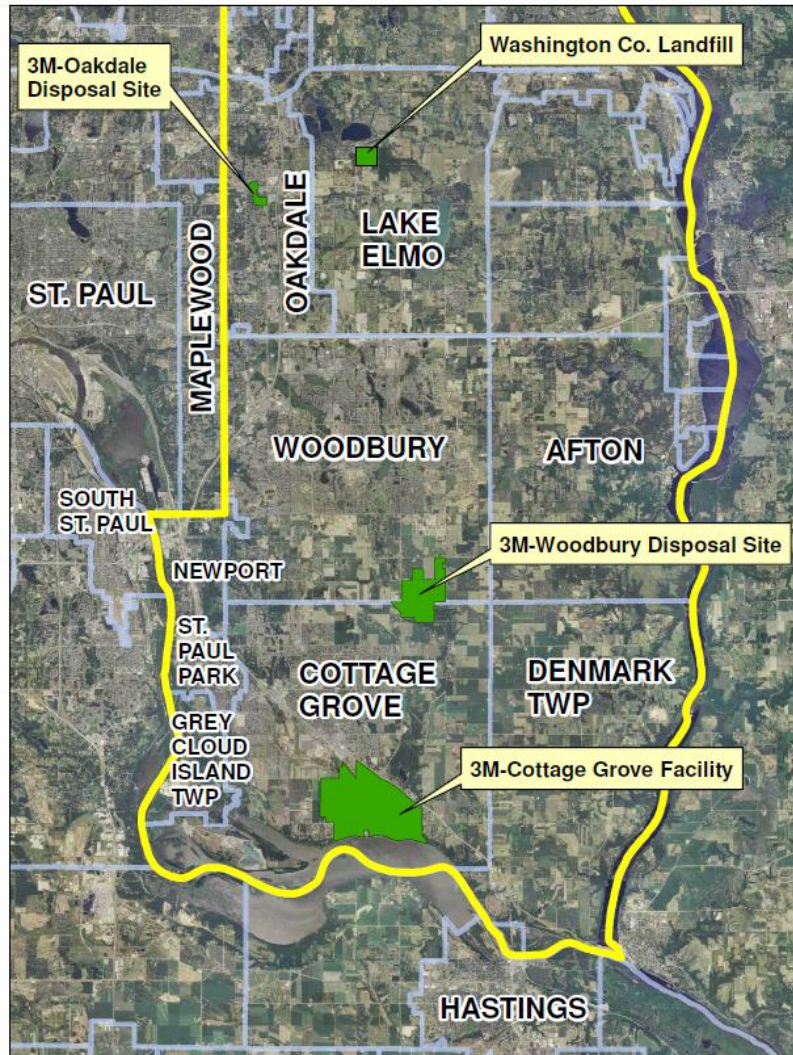 Washington Co. Landfill
3M-Oakdale
Disposal Site
MAPLEWOOD
OAKDALE
LAKE
ELMO
ST. PAUL
WOODBURY
AFTON
SOUTH
ST. PAUL
3M-Woodbury Disposal Site
NEWPORT
ST.
PAUL
PARK
COTTAGE
GROVE
DENMARK
TWP
GREY
CLOUD
ISLAND
TWP
3M-Cottage Grove Facility
HASTINGS